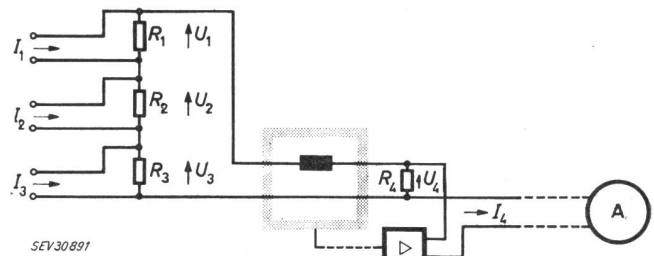 I₁ R₁ U₁
I₂ R₂ U₂
I₃ R₃ U₃
R₄ U₄
I₄
A
SEV30891